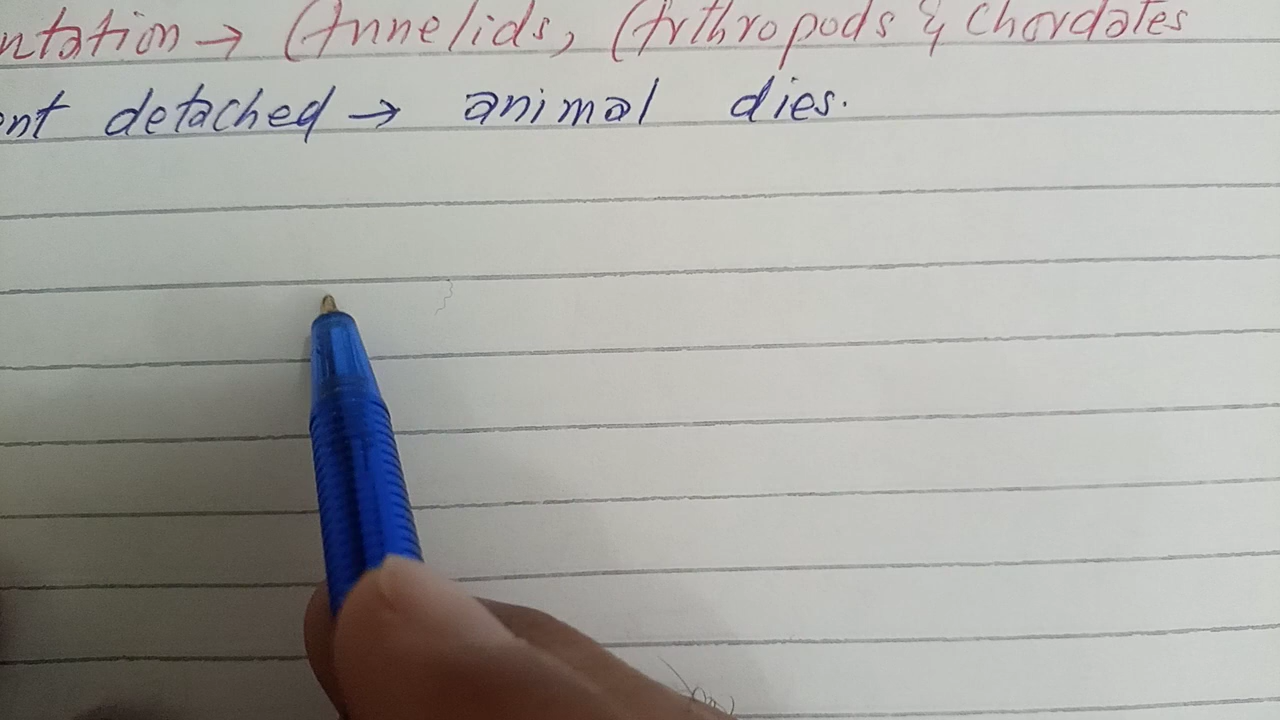 ntation → (Annelids, Arthropods & Chordates
nt detached → animal dies.